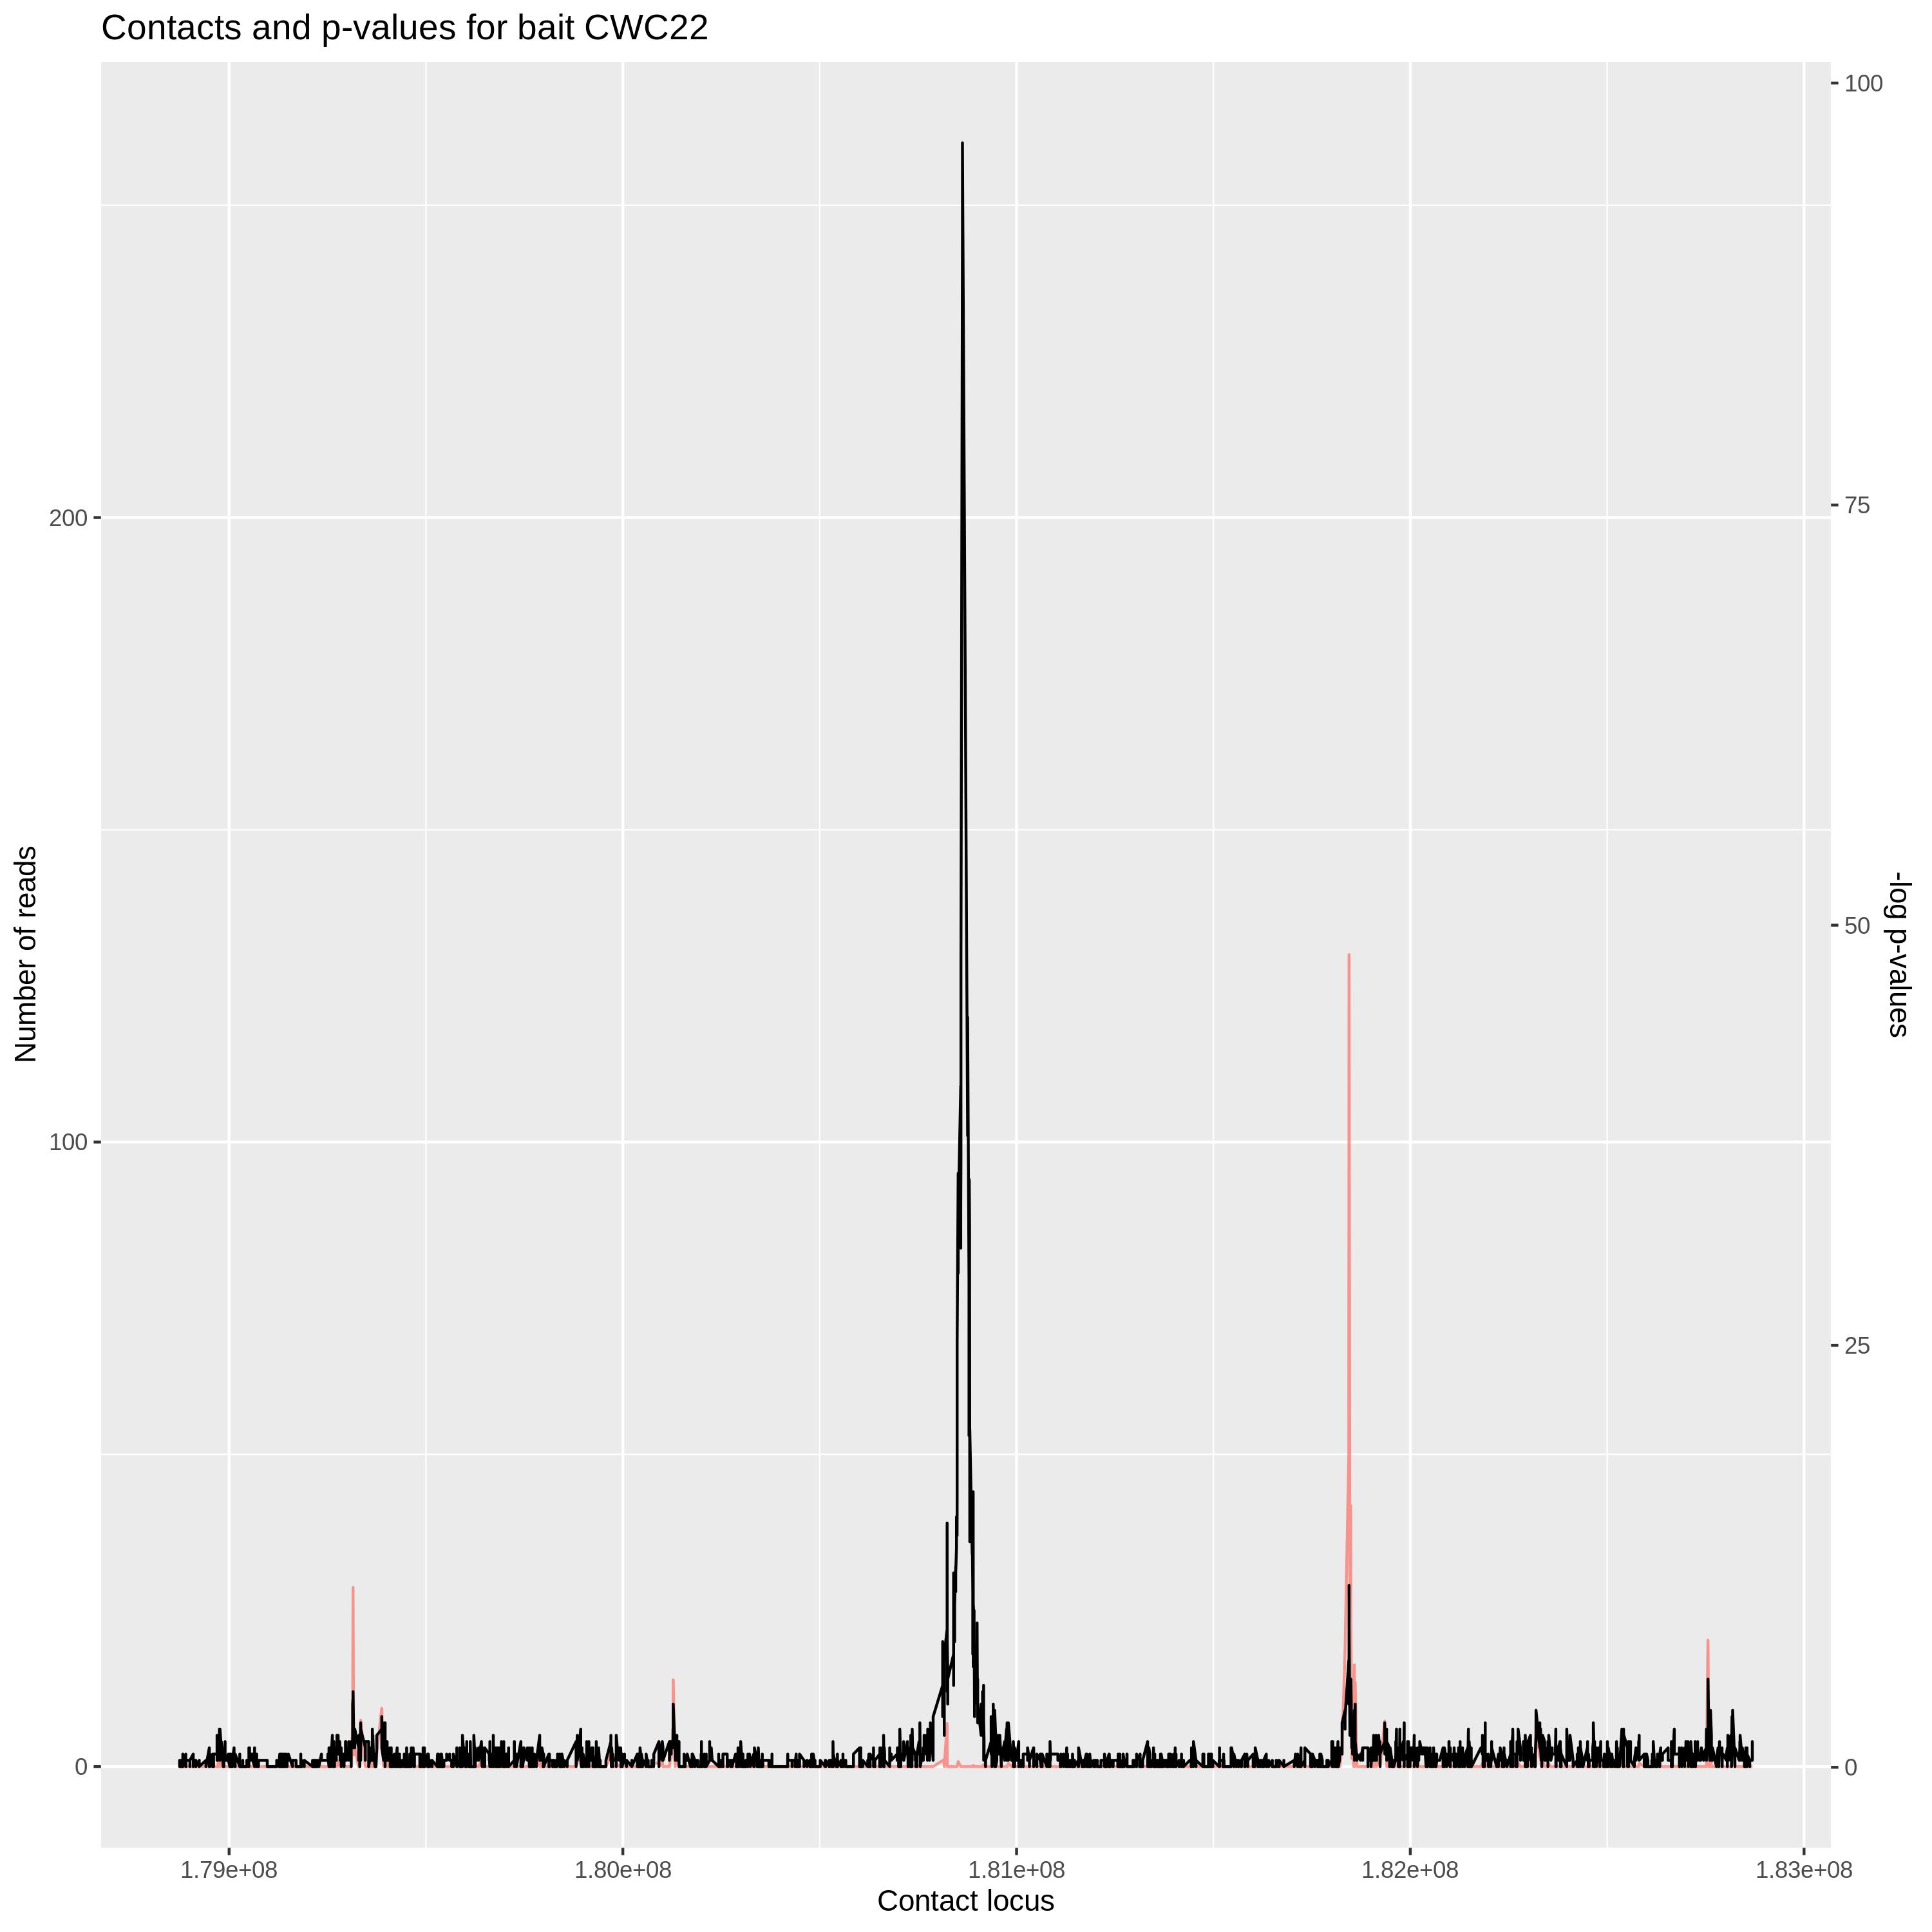 Contacts and p-values for bait CWC22
100
75
50
25
0
-log p-values
200
100
0
Number of reads
1.79e+08
1.80e+08
1.81e+08
1.82e+08
1.83e+08
Contact locus